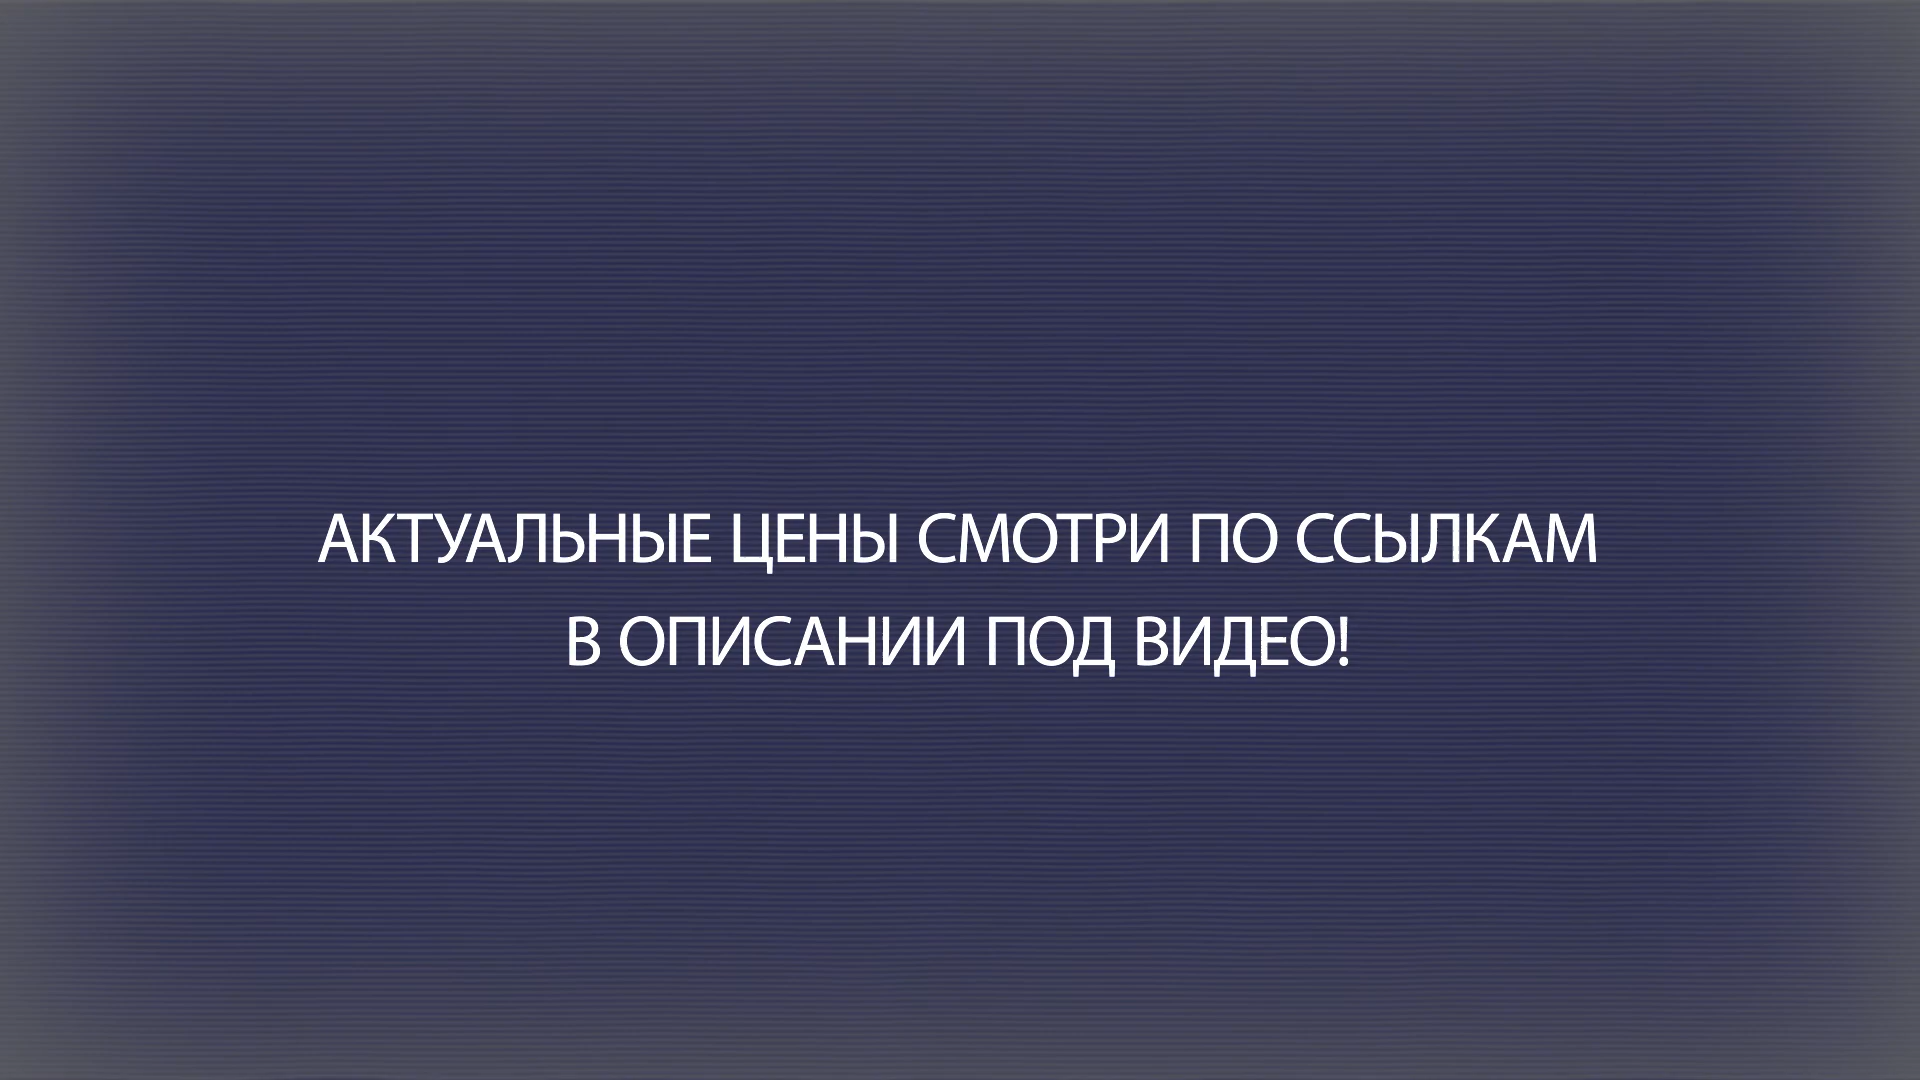 АКТУАЛЬНЫЕ ЦЕНЫ СМОТРИ ПО ССЫЛКАМ
В ОПИСАНИИ ПОД ВИДЕО!